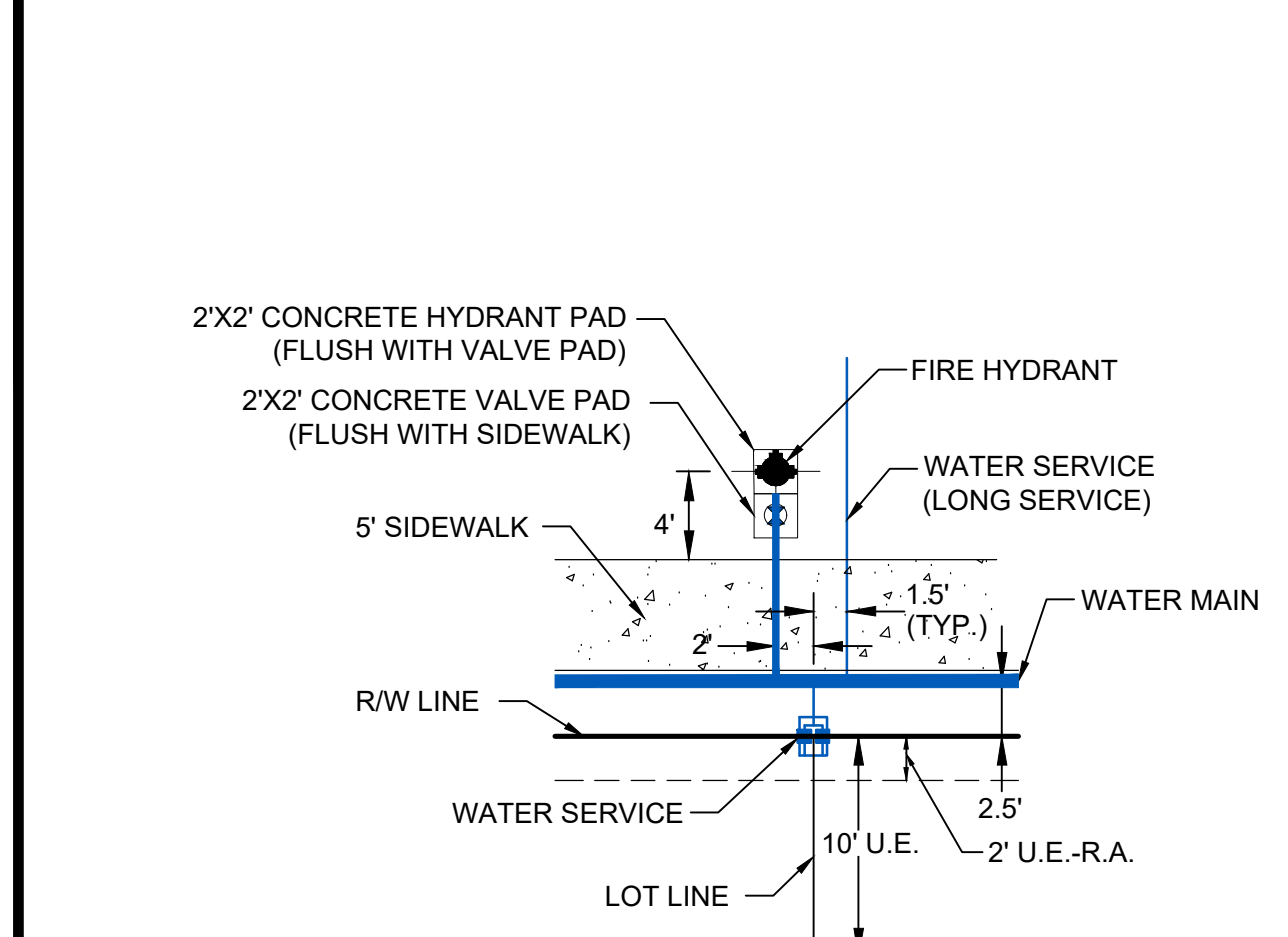 2'X2' CONCRETE HYDRANT PAD
(FLUSH WITH VALVE PAD)
FIRE HYDRANT
2'X2' CONCRETE VALVE PAD
(FLUSH WITH SIDEWALK)
WATER SERVICE
(LONG SERVICE)
5' SIDEWALK
4'
1.5'
(TYP.)
WATER MAIN
2'
R/W LINE
WATER SERVICE
2.5'
10' U.E.
2' U.E.-R.A.
LOT LINE